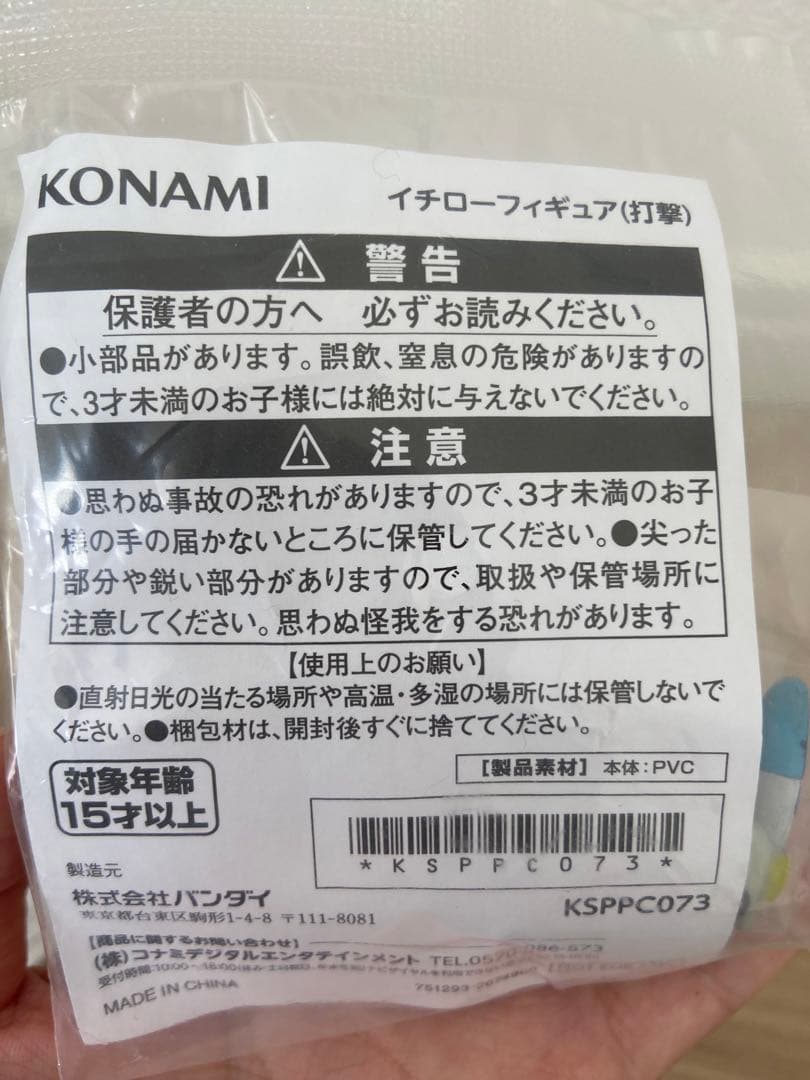 KONAMI
イチローフィギュア(打撃)
警告
保護者の方へ 必ずお読みください。
●小部品があります。誤飲、窒息の危険がありますの
で、3才未満のお子様には絶対に与えないでください。
注意
●思わぬ事故の恐れがありますので、3才未満のお子
様の手の届かないところに保管してください。●尖った
部分や鋭い部分がありますので、取扱や保管場所に
注意してください。思わぬ怪我をする恐れがあります。
【使用上のお願い】
●直射日光の当たる場所や高温・多湿の場所には保管しないで
ください。●梱包材は、開封後すぐに捨ててください。
対象年齢
15才以上
【製品素材】 本体:PVC
*KSPPC073*
KSPPC073
製造元
株式会社バンダイ
東京都台東区駒形1-4-8 〒111-8081
【商品に関するお問い合わせ】
(株)コナミデジタルエンタテインメント TEL.0570-086-573
受付時間:10:00~18:00
MADE IN CHINA